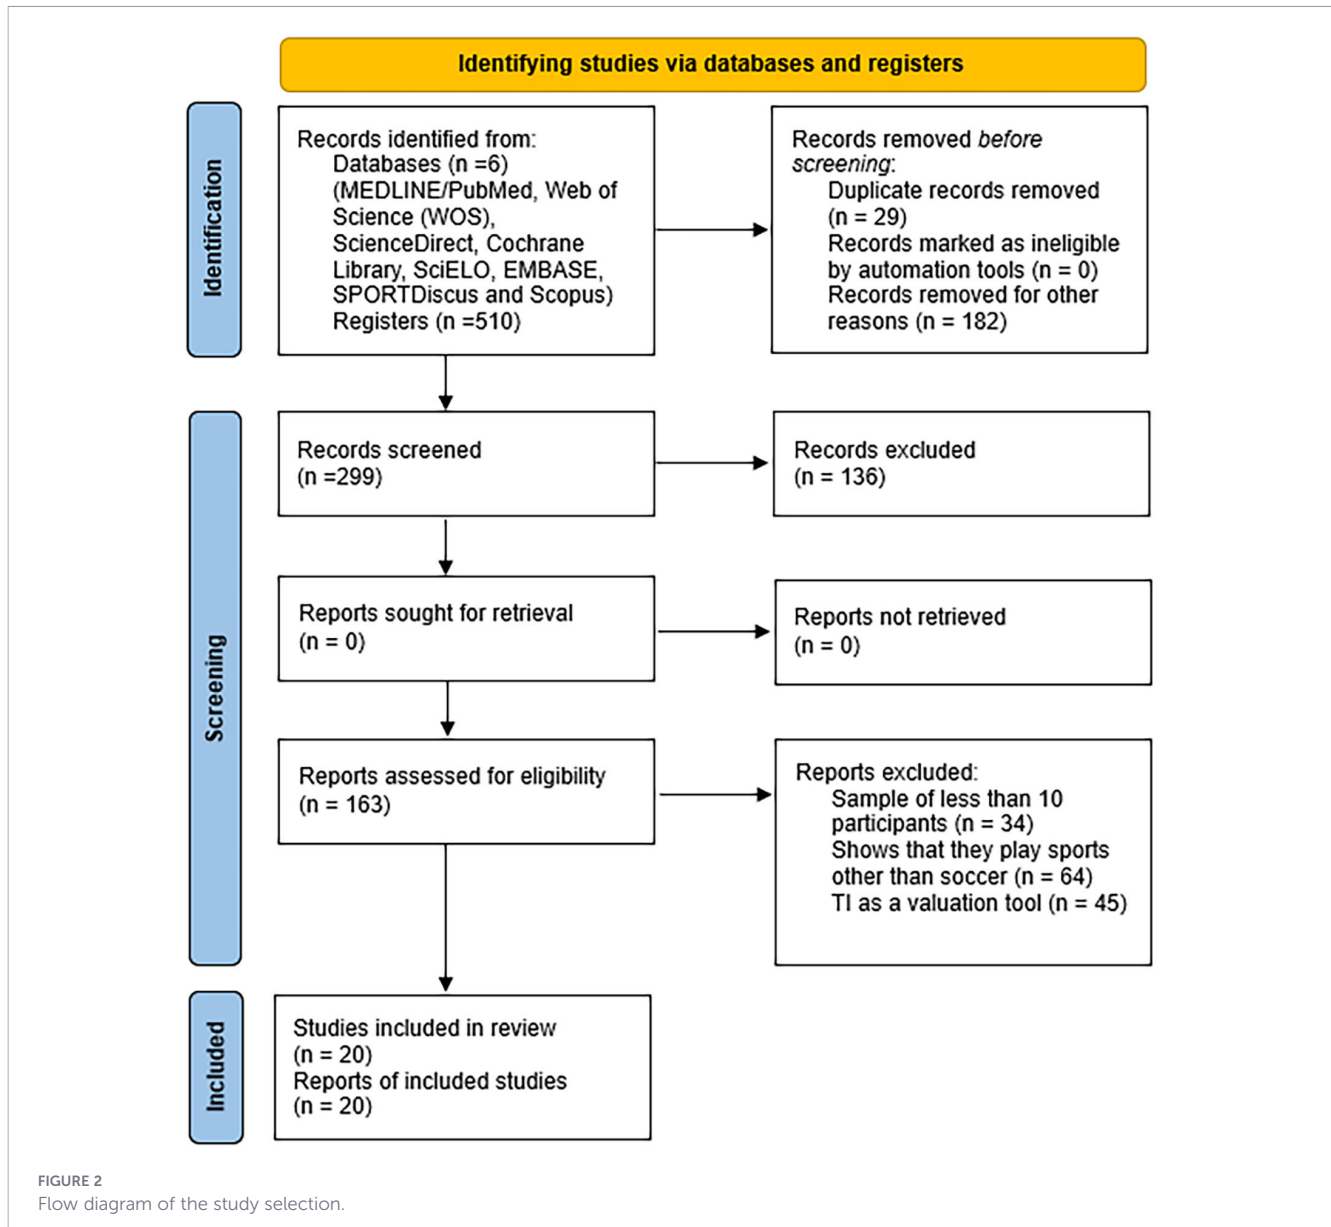 Identifying studies via databases and registers
Identification
Records identified from:
Databases (n =6)
(MEDLINE/PubMed, Web of
Science (WOS),
ScienceDirect, Cochrane
Library, SciELO, EMBASE,
SPORTDiscus and Scopus)
Registers (n =510)
Records removed before
screening:
Duplicate records removed
(n = 29)
Records marked as ineligible
by automation tools (n = 0)
Records removed for other
reasons (n = 182)
Screening
Records screened
(n =299)
Records excluded
(n = 136)
Reports sought for retrieval
(n = 0)
Reports not retrieved
(n = 0)
Reports assessed for eligibility
(n = 163)
Reports excluded:
Sample of less than 10
participants (n = 34)
Shows that they play sports
other than soccer (n = 64)
TI as a valuation tool (n = 45)
Included
Studies included in review
(n = 20)
Reports of included studies
(n = 20)
FIGURE 2
Flow diagram of the study selection.